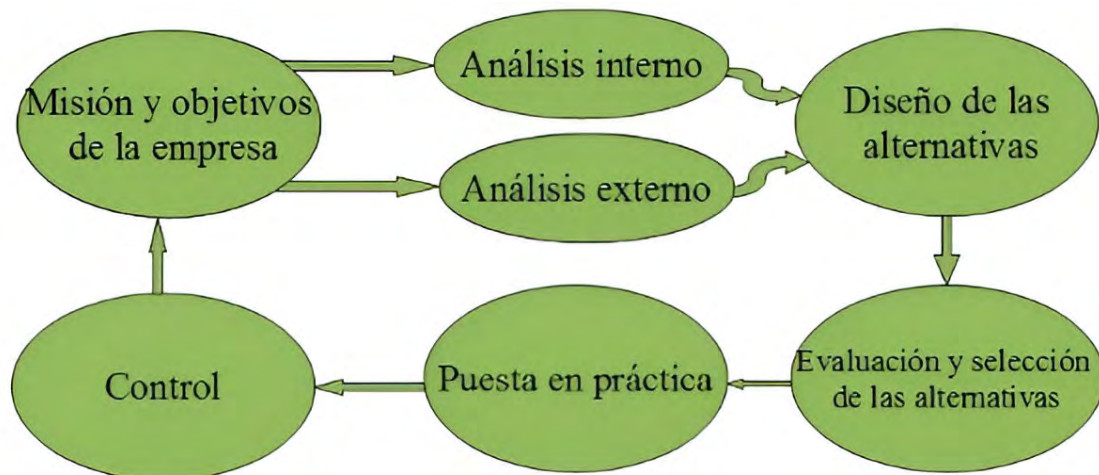 Misión y objetivos
de la empresa
Análisis interno
Análisis externo
Diseño de las
alternativas
Evaluación y selección
de las alternativas
Puesta en práctica
Control